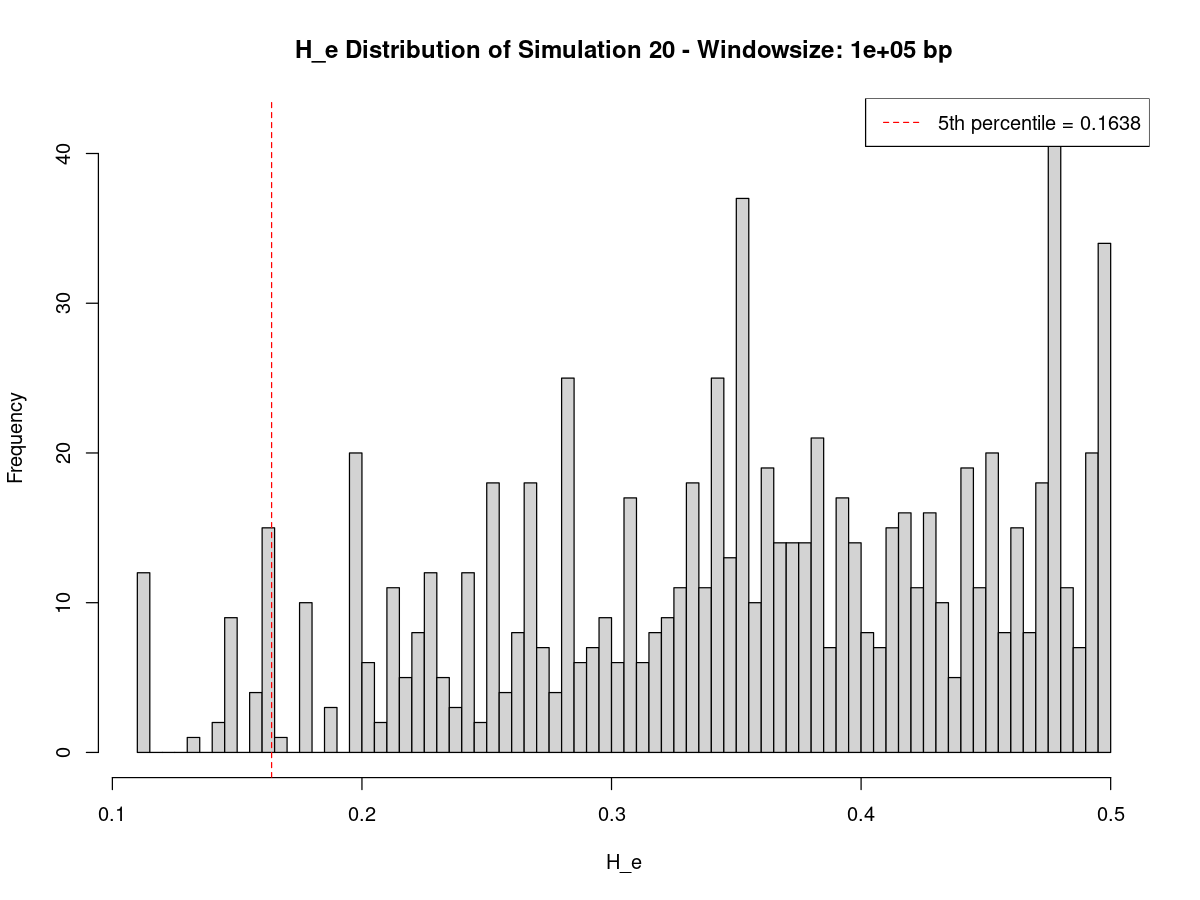 H_e Distribution of Simulation 20 - Windowsize: 1e+05 bp
5th percentile = 0.1638
Frequency
40
30
20
10
0
0.1 0.2 0.3 0.4 0.5
H_e